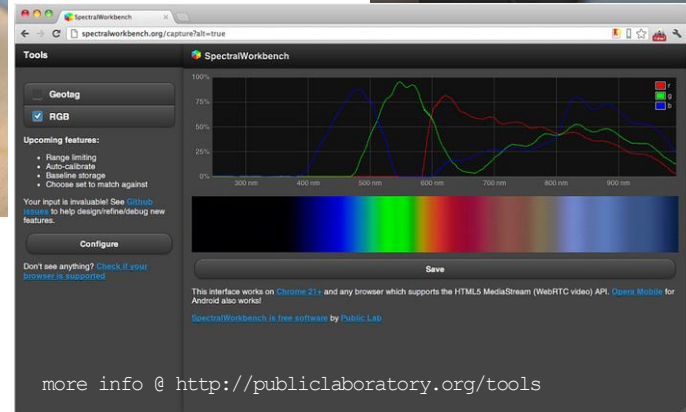 SpectralWorkbench
spectralworkbench.org/capture?alt=true
Tools
SpectralWorkbench
Geotag
RGB
Upcoming features:
Range limiting
Auto-calibrate
Baseline storage
Choose set to match against
Your input is invaluable! See Github
issues to help design/refine/debug new
features.
Configure
Don't see anything? Check if your
browser is supported
100%
75%
50%
25%
0%
300 nm 400 nm 500 nm 600 nm 700 nm 800 nm 900 nm
r
g
b
Save
This interface works on Chrome 21+ and any browser which supports the HTML5 MediaStream (WebRTC video) API. Opera Mobile for
Android also works!
SpectralWorkbench is free software by Public Lab
more info @ http://publiclaboratory.org/tools